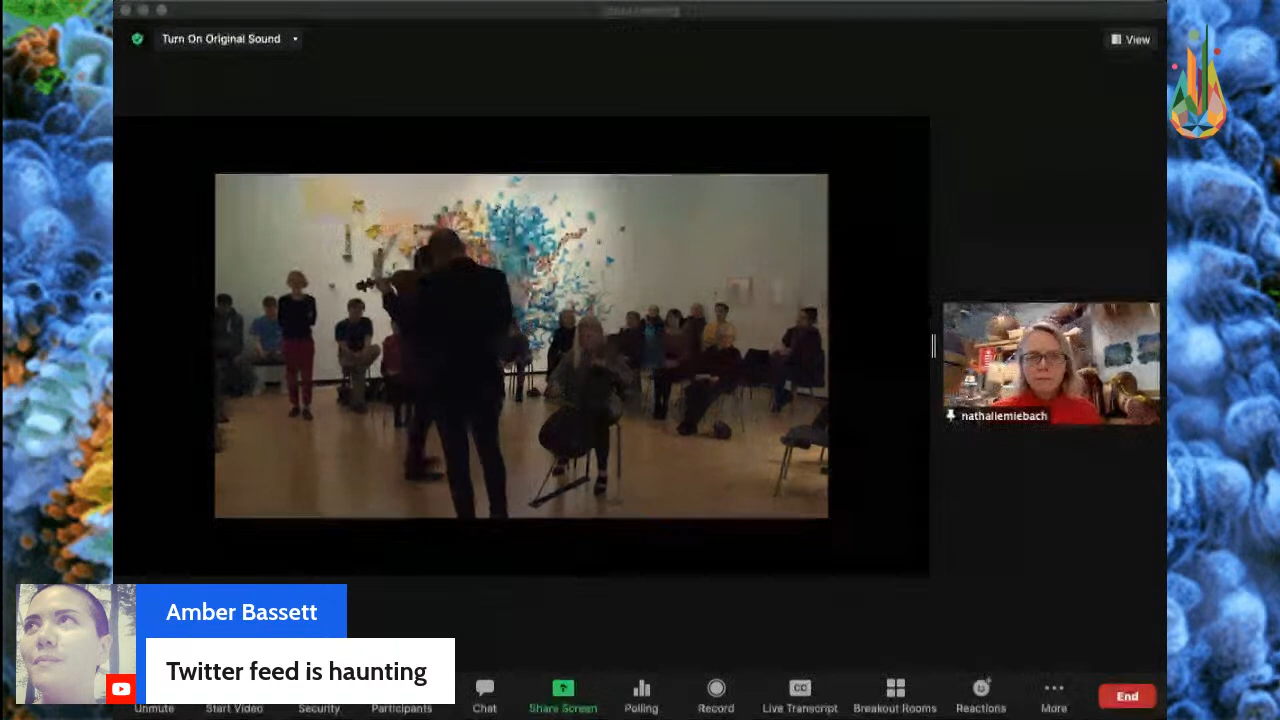 Turn On Original Sound
View
nathaliemiebach
Amber Bassett
Twitter feed is haunting
Unmute
Start Video
Security
Participants
Chat
Share Screen
Polling
Record
CC
Live Transcript
Breakout Rooms
Reactions
More
End